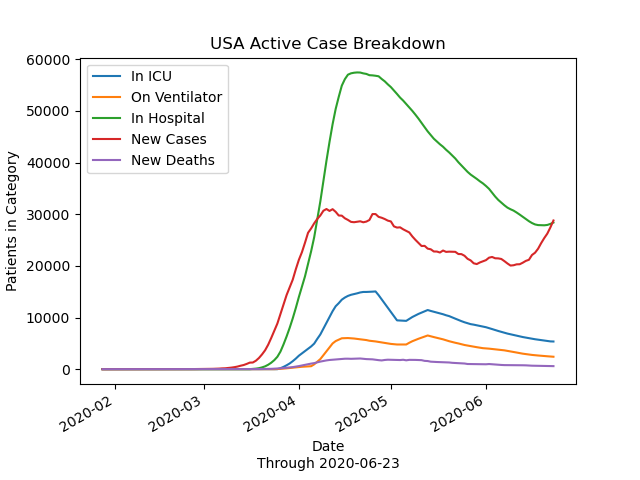 USA Active Case Breakdown
In ICU
On Ventilator
In Hospital
New Cases
New Deaths
Patients in Category
60000
50000
40000
30000
20000
10000
0
2020-02
2020-03
2020-04
2020-05
2020-06
Date
Through 2020-06-23